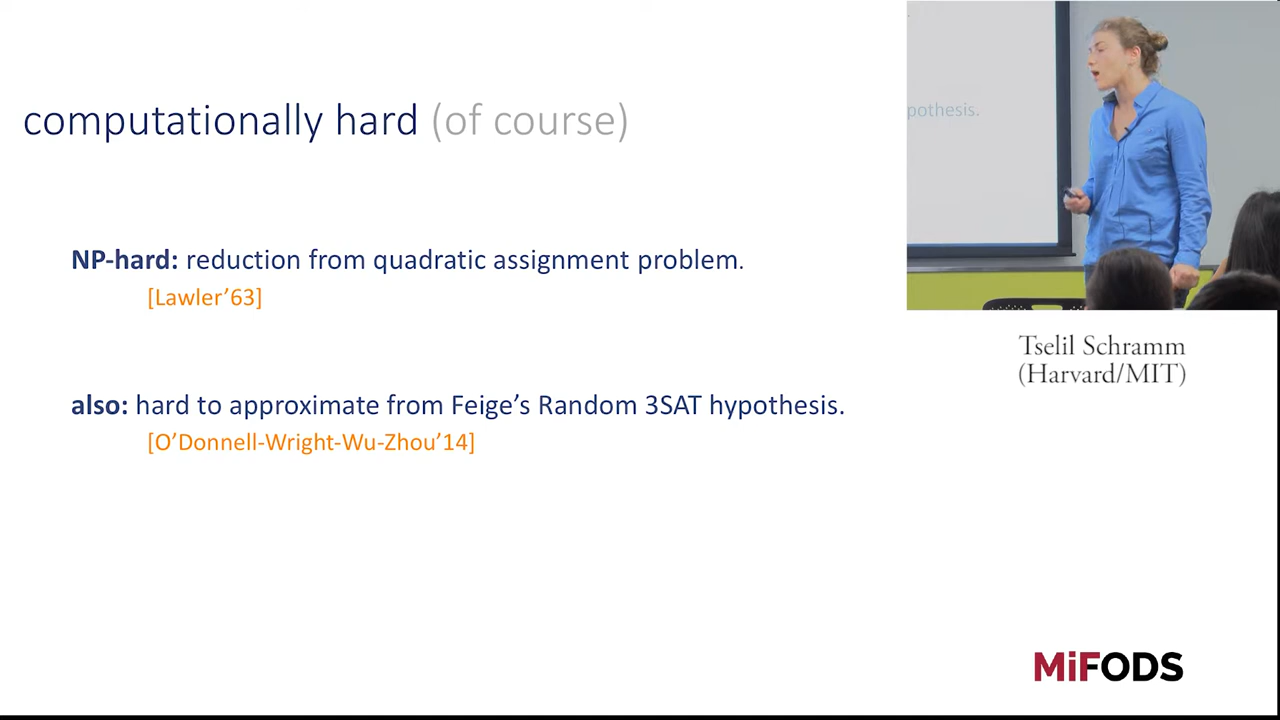 computationally hard (of course)
NP-hard: reduction from quadratic assignment problem.
[Lawler’63]
also: hard to approximate from Feige’s Random 3SAT hypothesis.
[O’Donnell-Wright-Wu-Zhou’14]
pothesis.
Tselil Schramm
(Harvard/MIT)
MiFODS